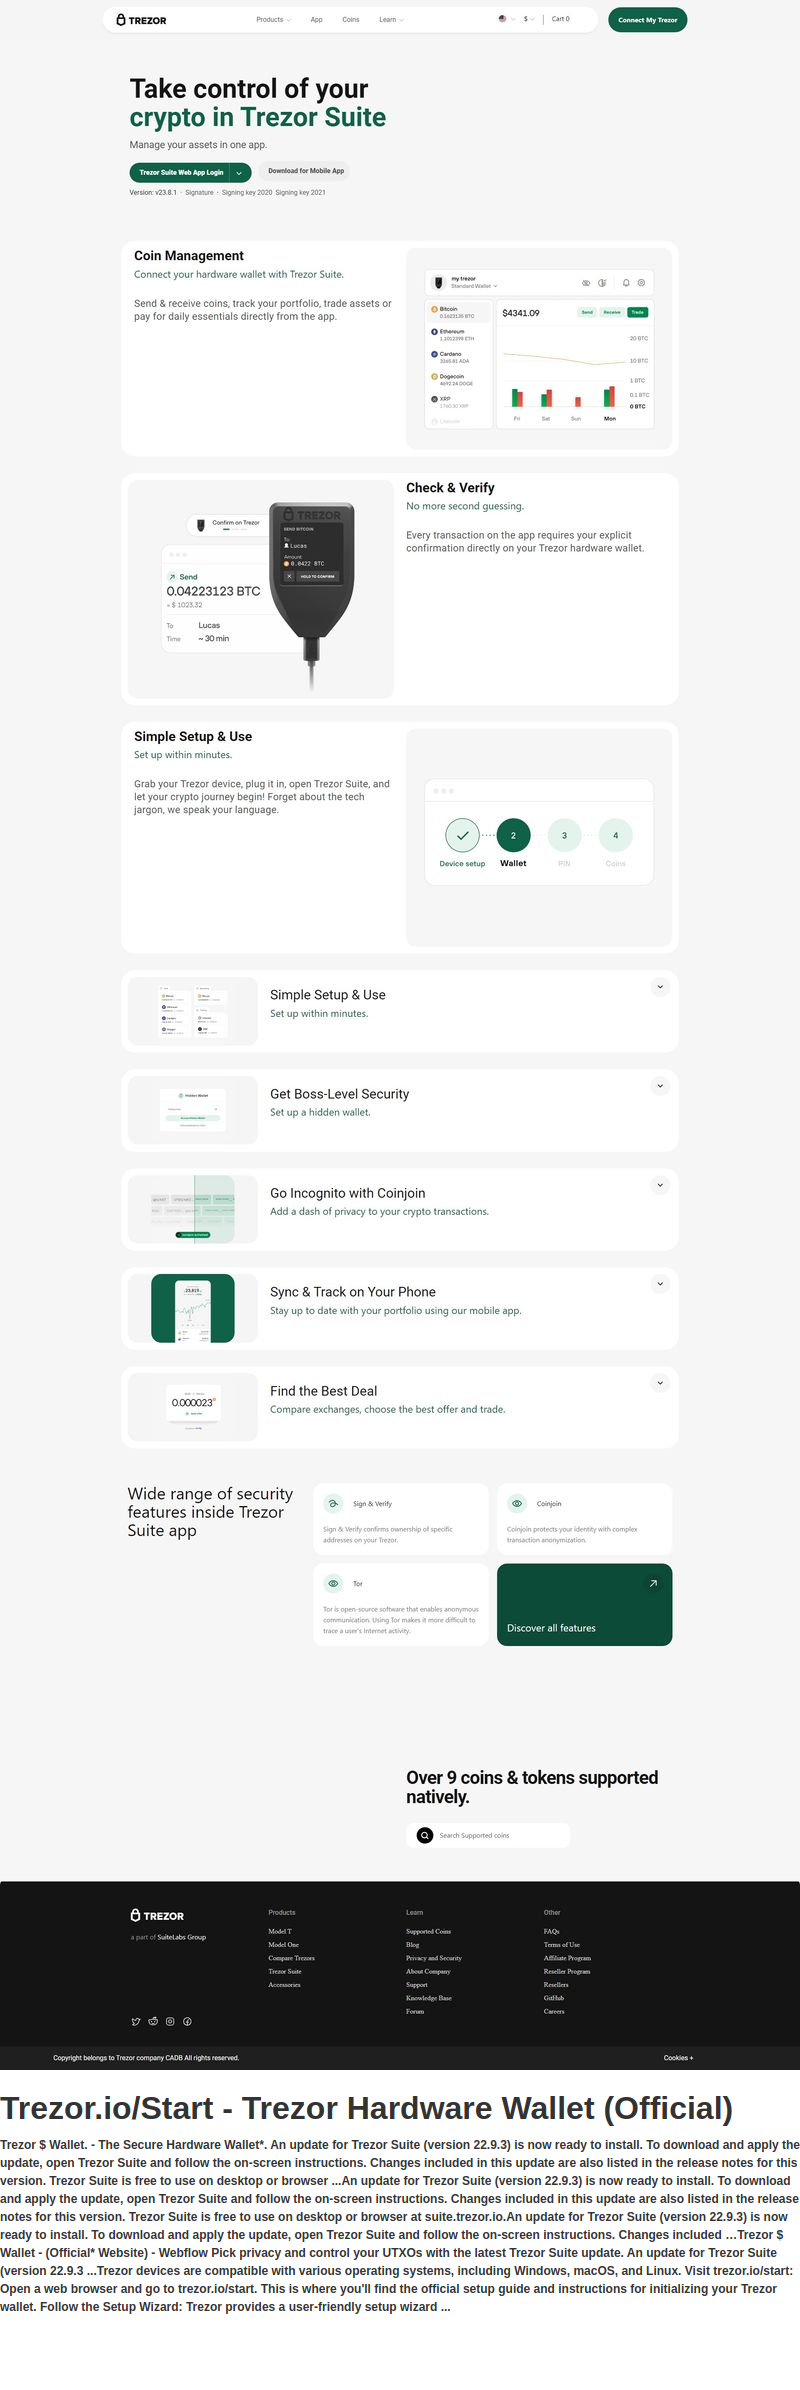 TREZOR
Products
App
Coins
Learn
$
Cart 0
Connect My Trezor
Take control of your
crypto in Trezor Suite
Manage your assets in one app.
Trezor Suite Web App Login
Download for Mobile App
Version: v23.8.1 · Signature · Signing key 2020 Signing key 2021
Coin Management
Connect your hardware wallet with Trezor Suite.
Send & receive coins, track your portfolio, trade assets or
pay for daily essentials directly from the app.
my trezor
Standard Wallet
Bitcoin
0.1623135 BTC
Ethereum
1.1012398 ETH
Cardano
3265.81 ADA
Dogecoin
4692.24 DOGE
XRP
1760.30 XRP
Litecoin
$4341.09
Send
Receive
Trade
20 BTC
10 BTC
1 BTC
0.1 BTC
0 BTC
Fri
Sat
Sun
Mon
Check & Verify
No more second guessing.
Every transaction on the app requires your explicit
confirmation directly on your Trezor hardware wallet.
Confirm on Trezor
Send
0.04223123 BTC
≈ $ 1023.32
To Lucas
Time ~ 30 min
TREZOR
SEND BITCOIN
To:
Lucas
Amount:
0.0422 BTC
HOLD TO CONFIRM
Simple Setup & Use
Set up within minutes.
Grab your Trezor device, plug it in, open Trezor Suite, and
let your crypto journey begin! Forget about the tech
jargon, we speak your language.
2
3
4
Device setup
Wallet
PIN
Coins
Simple Setup & Use
Set up within minutes.
Hidden Wallet
Get Boss-Level Security
Set up a hidden wallet.
Go Incognito with Coinjoin
Add a dash of privacy to your crypto transactions.
Sync & Track on Your Phone
Stay up to date with your portfolio using our mobile app.
0.000023
Find the Best Deal
Compare exchanges, choose the best offer and trade.
Wide range of security
features inside Trezor
Suite app
Sign & Verify
Sign & Verify confirms ownership of specific
addresses on your Trezor.
Coinjoin
Coinjoin protects your identity with complex
transaction anonymization.
Tor
Tor is open-source software that enables anonymous
communication. Using Tor makes it more difficult to
trace a user's Internet activity.
Discover all features
Over 9 coins & tokens supported
natively.
Search Supported coins
TREZOR
a part of SuiteLabs Group
Products
Model T
Model One
Compare Trezors
Trezor Suite
Accessories
Learn
Supported Coins
Blog
Privacy and Security
About Company
Support
Knowledge Base
Forum
Other
FAQs
Terms of Use
Affiliate Program
Reseller Program
Resellers
GitHub
Careers
Copyright belongs to Trezor company CADB All rights reserved.
Cookies +
Trezor.io/Start - Trezor Hardware Wallet (Official)
Trezor $ Wallet. - The Secure Hardware Wallet*. An update for Trezor Suite (version 22.9.3) is now ready to install. To download and apply the
update, open Trezor Suite and follow the on-screen instructions. Changes included in this update are also listed in the release notes for this
version. Trezor Suite is free to use on desktop or browser ...An update for Trezor Suite (version 22.9.3) is now ready to install. To download
and apply the update, open Trezor Suite and follow the on-screen instructions. Changes included in this update are also listed in the release
notes for this version. Trezor Suite is free to use on desktop or browser at suite.trezor.io.An update for Trezor Suite (version 22.9.3) is now
ready to install. To download and apply the update, open Trezor Suite and follow the on-screen instructions. Changes included …Trezor $
Wallet - (Official* Website) - Webflow Pick privacy and control your UTXOs with the latest Trezor Suite update. An update for Trezor Suite
(version 22.9.3 ...Trezor devices are compatible with various operating systems, including Windows, macOS, and Linux. Visit trezor.io/start:
Open a web browser and go to trezor.io/start. This is where you'll find the official setup guide and instructions for initializing your Trezor
wallet. Follow the Setup Wizard: Trezor provides a user-friendly setup wizard ...